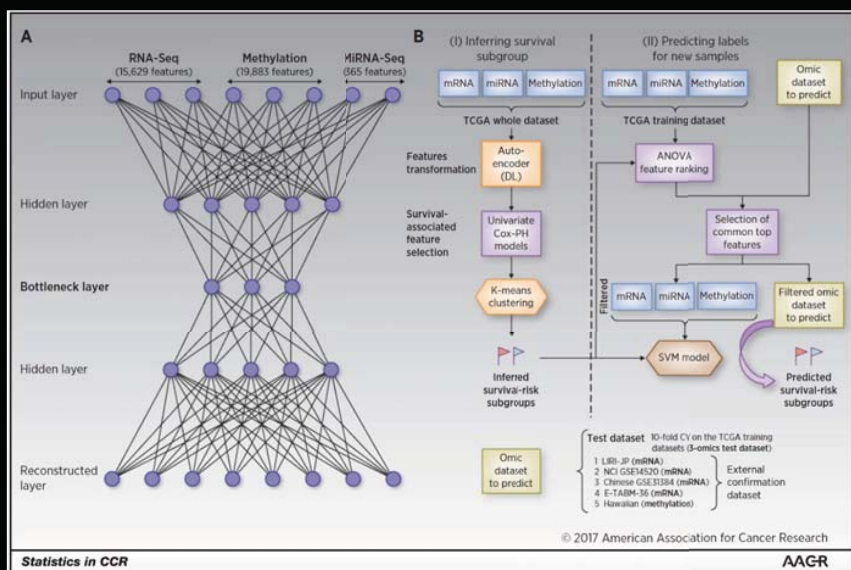 A
RNA-Seq
(15,629 features)
Methylation
(19,883 features)
MiRNA-Seq
(365 features)
Input layer
Hidden layer
Bottleneck layer
Hidden layer
Reconstructed
layer
B
(I) Inferring survival
subgroup
mRNA
miRNA
Methylation
TCGA whole dataset
Features
transformation
Auto-
encoder
(DL)
Survival-
associated
feature
selection
Univariate
Cox-PH
models
K-means
clustering
Inferred
survival-risk
subgroups
(II) Predicting labels
for new samples
mRNA
miRNA
Methylation
TCGA training dataset
Omic
dataset
to predict
ANOVA
feature ranking
Selection of
common top
features
Filtered
mRNA
miRNA
Methylation
Filtered omic
dataset
to predict
SVM model
Predicted
survival-risk
subgroups
Omic
dataset
to predict
Test dataset 10-fold CV on the TCGA training
datasets (3-omics test dataset)
1 LIRI-JP (mRNA)
2 NCI GSE14520 (mRNA)
3 Chinese GSE31384 (mRNA)
4 E-TABM-36 (mRNA)
5 Hawaiian (methylation)
External
confirmation
dataset
© 2017 American Association for Cancer Research
Statistics in CCR
AACR